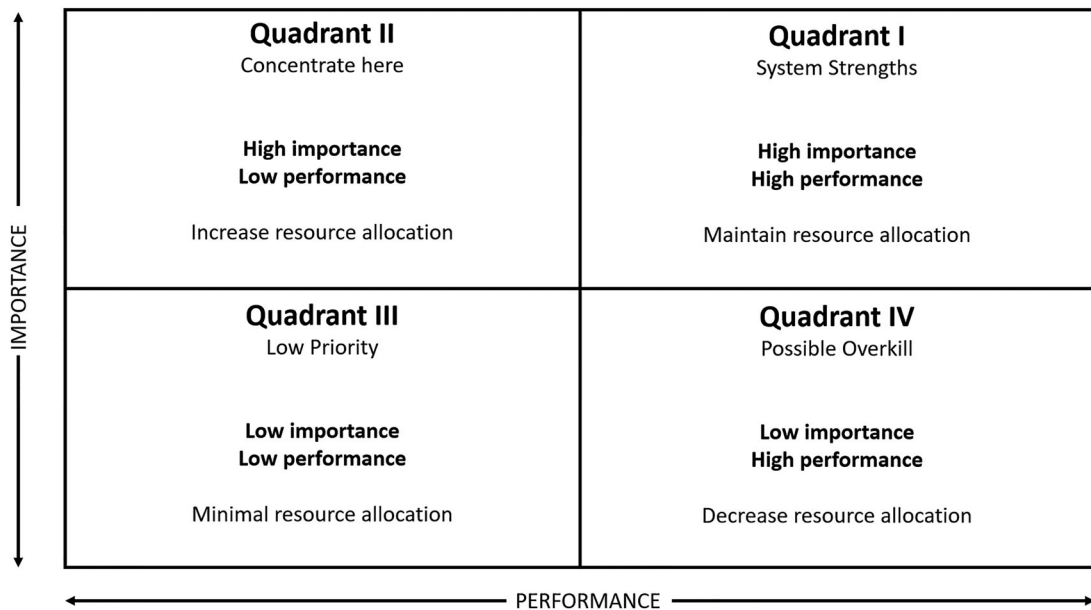 Quadrant II
Concentrate here
High importance
Low performance
Increase resource allocation
Quadrant I
System Strengths
High importance
High performance
Maintain resource allocation
Quadrant III
Low Priority
Low importance
Low performance
Minimal resource allocation
Quadrant IV
Possible Overkill
Low importance
High performance
Decrease resource allocation
IMPORTANCE
PERFORMANCE